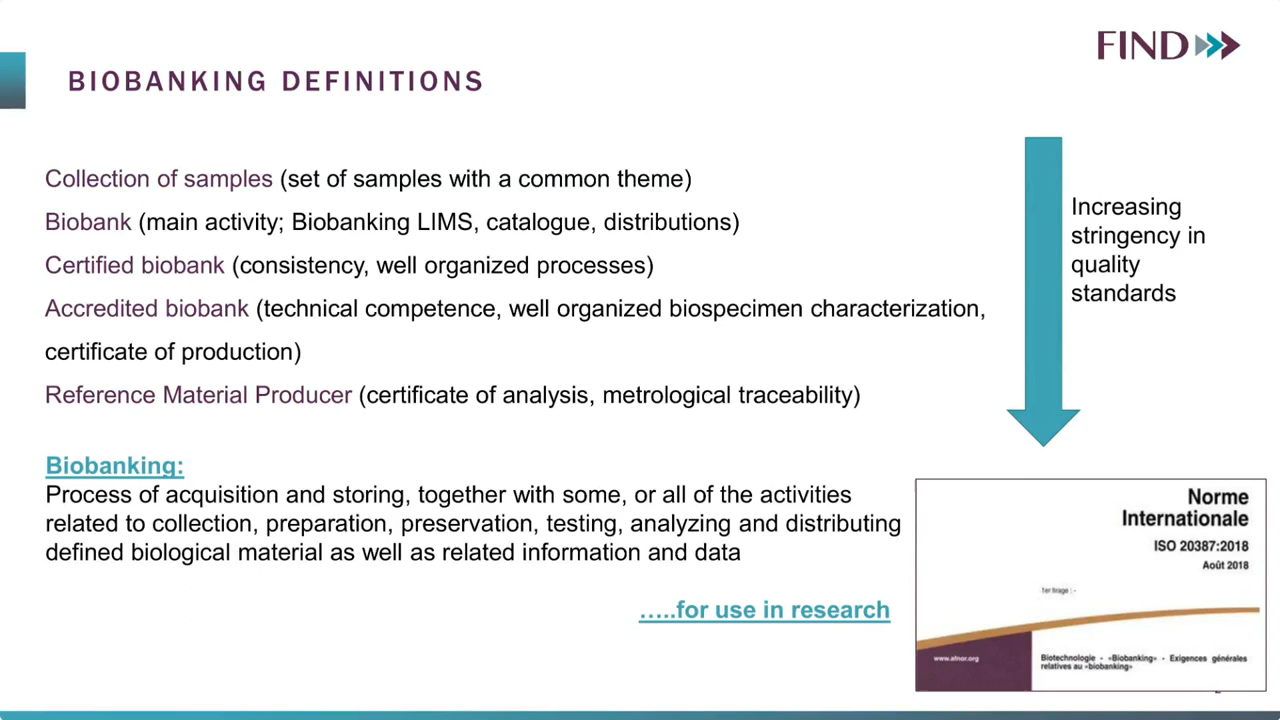 FIND
BIOBANKING DEFINITIONS
Collection of samples (set of samples with a common theme)
Biobank (main activity; Biobanking LIMS, catalogue, distributions)
Certified biobank (consistency, well organized processes)
Accredited biobank (technical competence, well organized biospecimen characterization,
certificate of production)
Reference Material Producer (certificate of analysis, metrological traceability)
Increasing
stringency in
quality
standards
Biobanking:
Process of acquisition and storing, together with some, or all of the activities
related to collection, preparation, preservation, testing, analyzing and distributing
defined biological material as well as related information and data
…..for use in research
Norme
Internationale
ISO 20387:2018
Août 2018
1er tirage : -
www.afnor.org
Biotechnologie - «Biobanking» - Exigences générales
relatives au «biobanking»